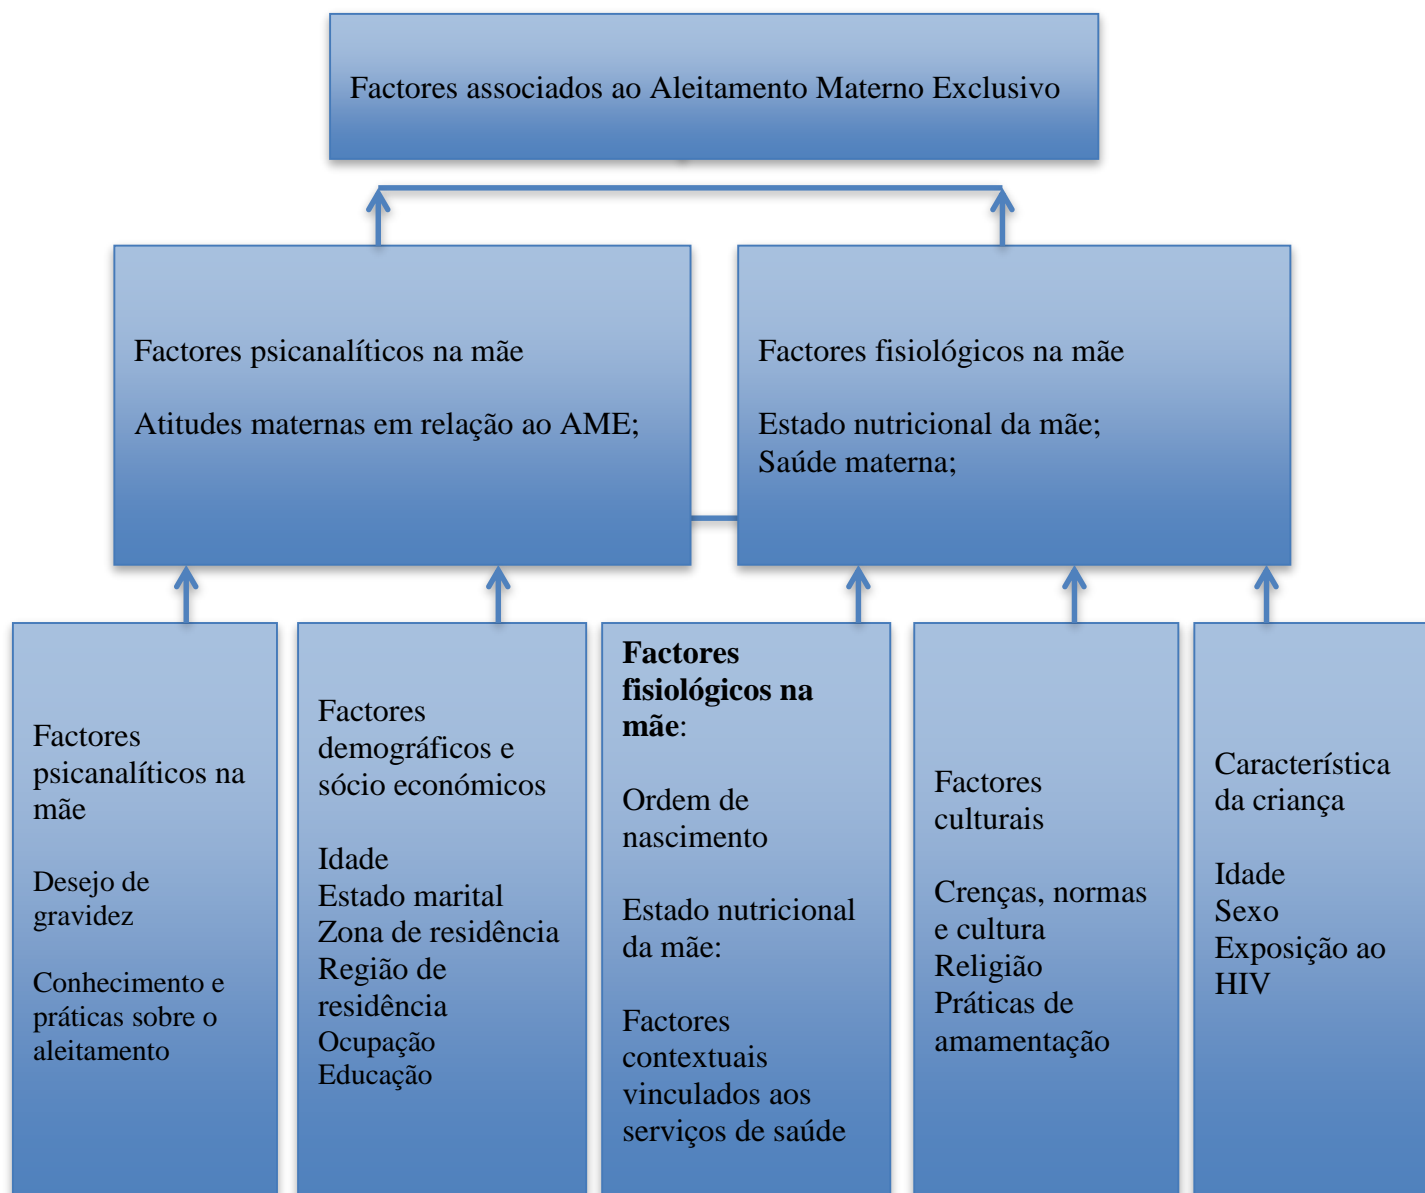 Factores associados ao Aleitamento Materno Exclusivo
Factores psicanalíticos na mãe
Atitudes maternas em relação ao AME;
Factores fisiológicos na mãe
Estado nutricional da mãe;
Saúde materna;
Factores
psicanalíticos na
mãe
Desejo de
gravidez
Conhecimento e
práticas sobre o
aleitamento
Factores
demográficos e
sócio económicos
Idade
Estado marital
Zona de residência
Região de
residência
Ocupação
Educação
Factores
fisiológicos na
mãe:
Ordem de
nascimento
Estado nutricional
da mãe:
Factores
contextuais
vinculados aos
serviços de saúde
Factores
culturais
Crenças, normas
e cultura
Religião
Práticas de
amamentação
Característica
da criança
Idade
Sexo
Exposição ao
HIV